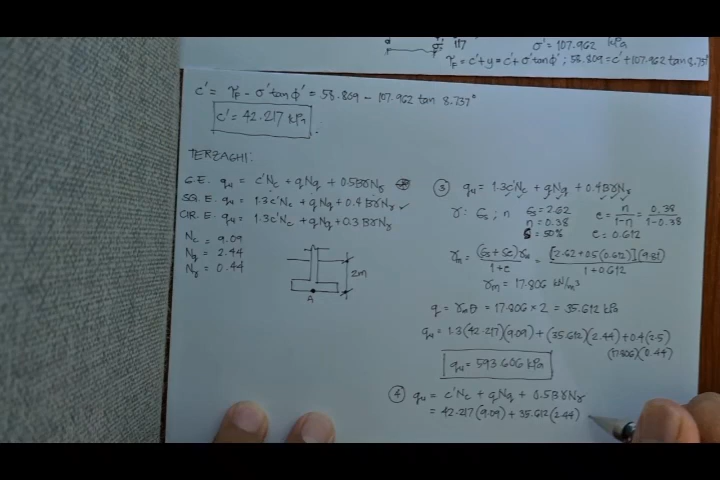 117
σ' = 107.962 kPa
τF = c' + y = c' + σ' tan ϕ' ; 58.809 = c' + 107.962 tan 8.737°
c' = τF - σ' tan ϕ' = 58.809 - 107.962 tan 8.737°
c' = 42.217 kPa
TERZAGHI:
G.E. qu = c'Nc + qNq + 0.5BγNγ
SQ. E. qu = 1.3c'Nc + qNq + 0.4BγNγ ✓
CIR. E. qu = 1.3c'Nc + qNq + 0.3BγNγ
Nc = 9.09
Nq = 2.44
Nγ = 0.44
2m
A
③ qu = 1.3c'Nc + qNq + 0.4BγNγ
γ: Gs ; n
Gs = 2.62
n = 0.38
S = 50%
e = n/1-n = 0.38/1-0.38
e = 0.612
γm = (Gs + Se)γw/1+e = [2.62+0.5(0.612)](9.81)/1+0.612
γm = 17.806 kN/m³
q = 17.806 × 2 = 35.612 kPa
qu = 1.3(42.217)(9.09) + (35.612)(2.44) + 0.4(2.5)
(17.806)(0.44)
qu = 593.606 kPa
④ qu = c'Nc + qNq + 0.5BγNγ
= 42.217(9.09) + 35.612(2.44)